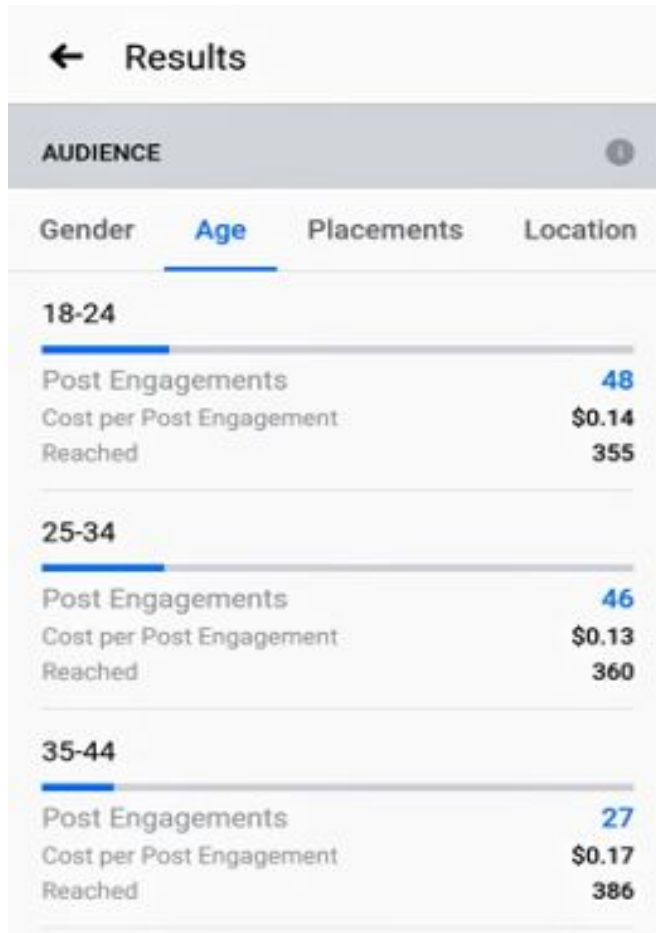 Results
AUDIENCE
Gender Age Placements Location
18-24
Post Engagements 48
Cost per Post Engagement $0.14
Reached 355
25-34
Post Engagements 46
Cost per Post Engagement $0.13
Reached 360
35-44
Post Engagements 27
Cost per Post Engagement $0.17
Reached 386